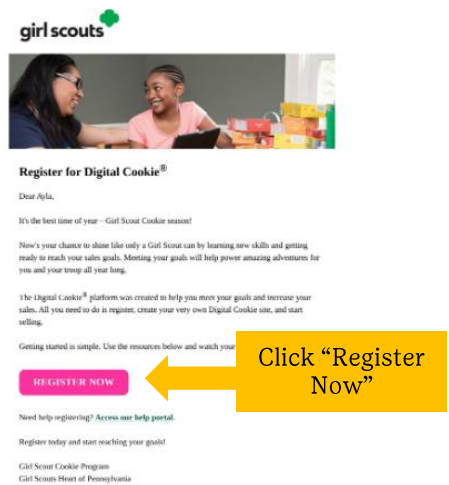 girl scouts
Register for Digital Cookie®
Dear Ayla,
It's the best time of year—Girl Scout Cookie season!
Now's your chance to shine like only a Girl Scout can by learning new skills and getting
ready to reach your sales goals. Meeting your goals will help power amazing adventures for
you and your troop all year long.
The Digital Cookie® platform was created to help you meet your goals and increase your
sales. All you need to do is register, create your very own Digital Cookie site, and start
selling.
Getting started is simple. Use the resources below and watch your
Click “Register
Now”
REGISTER NOW
Need help registering? Access our help portal.
Register today and start reaching your goals!
Girl Scout Cookie Program
Girl Scouts Heart of Pennsylvania